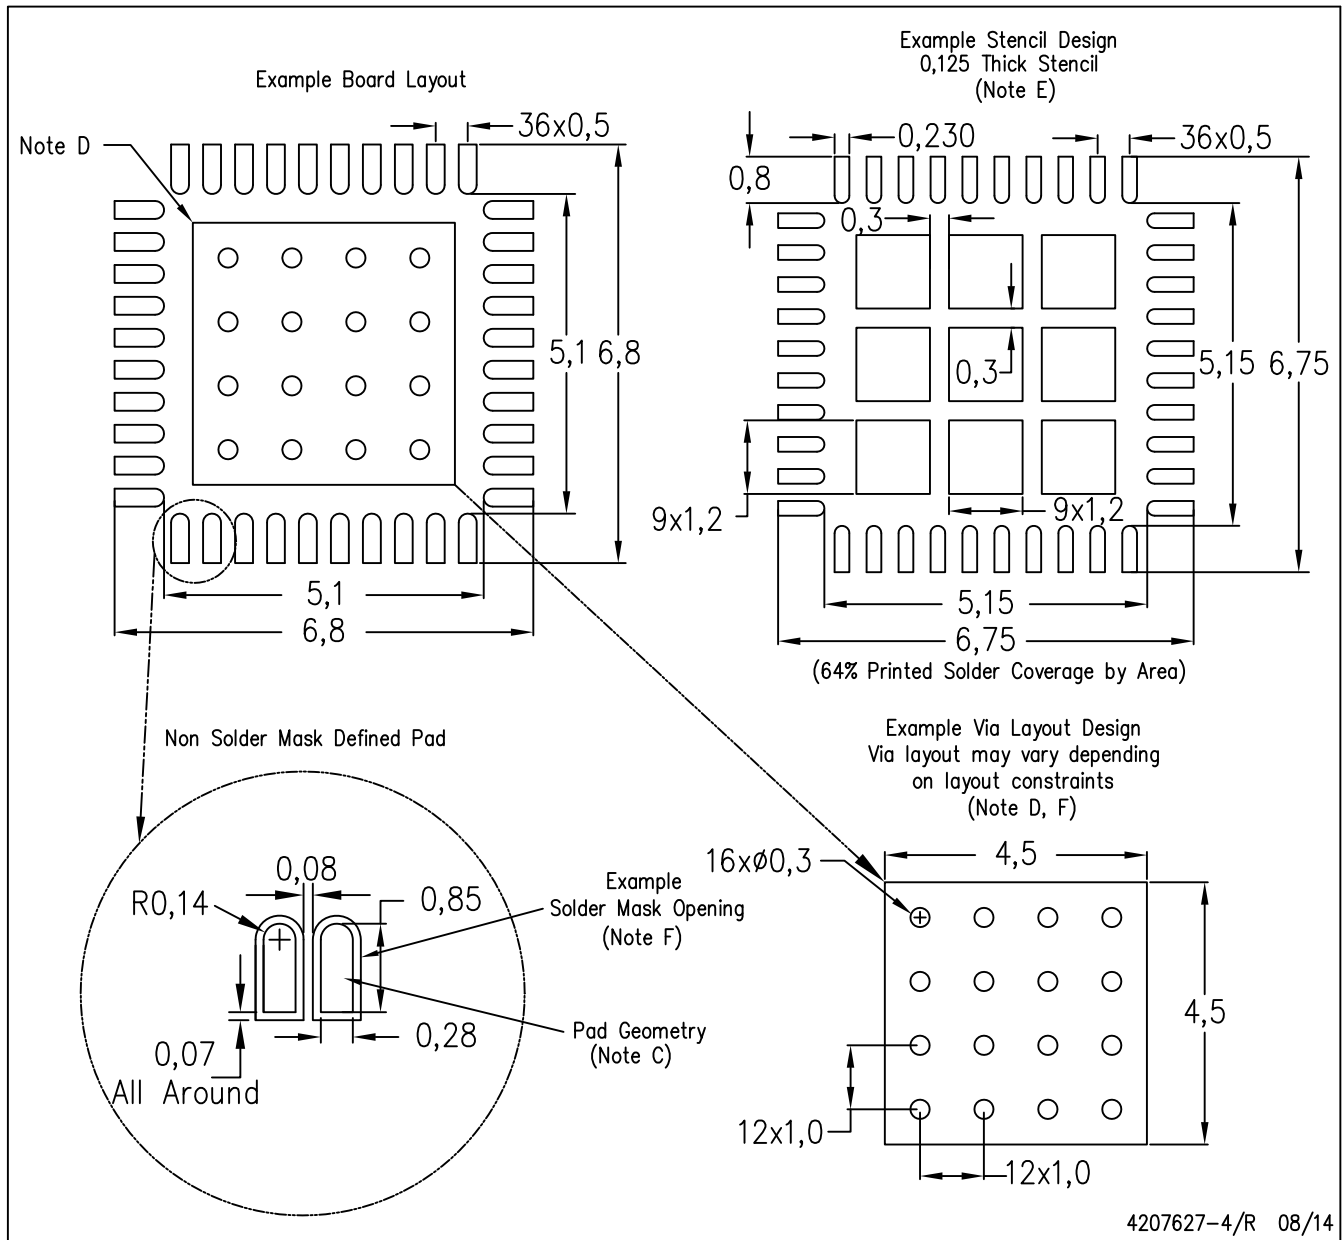 Example Board Layout
Note D
36x0,5
5,1
6,8
5,1
6,8
Example Stencil Design
0,125 Thick Stencil
(Note E)
0,230
36x0,5
0,8
0,3
0,3
5,15
6,75
9x1,2
9x1,2
5,15
6,75
(64% Printed Solder Coverage by Area)
Non Solder Mask Defined Pad
0,08
R0,14
0,85
Example
Solder Mask Opening
(Note F)
0,28
Pad Geometry
(Note C)
0,07
All Around
Example Via Layout Design
Via layout may vary depending
on layout constraints
(Note D, F)
16xø0,3
4,5
4,5
12x1,0
12x1,0
4207627-4/R 08/14